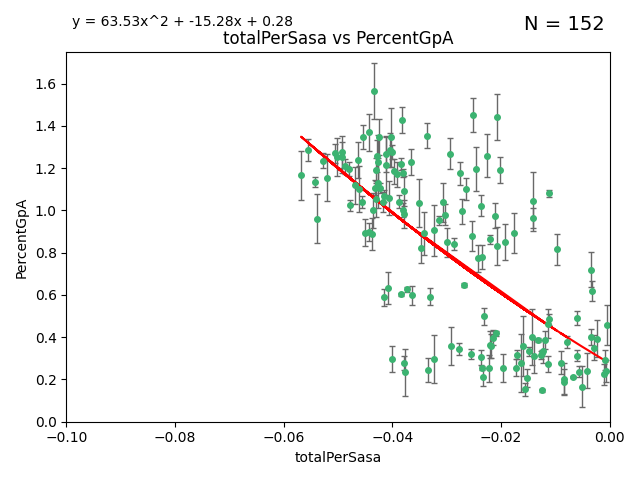 y = 63.53x^2 + -15.28x + 0.28
N = 152
totalPerSasa vs PercentGpA
1.6
1.4
1.2
1.0
0.8
0.6
0.4
0.2
0.0
PercentGpA
−0.10 −0.08 −0.06 −0.04 −0.02 0.00
totalPerSasa